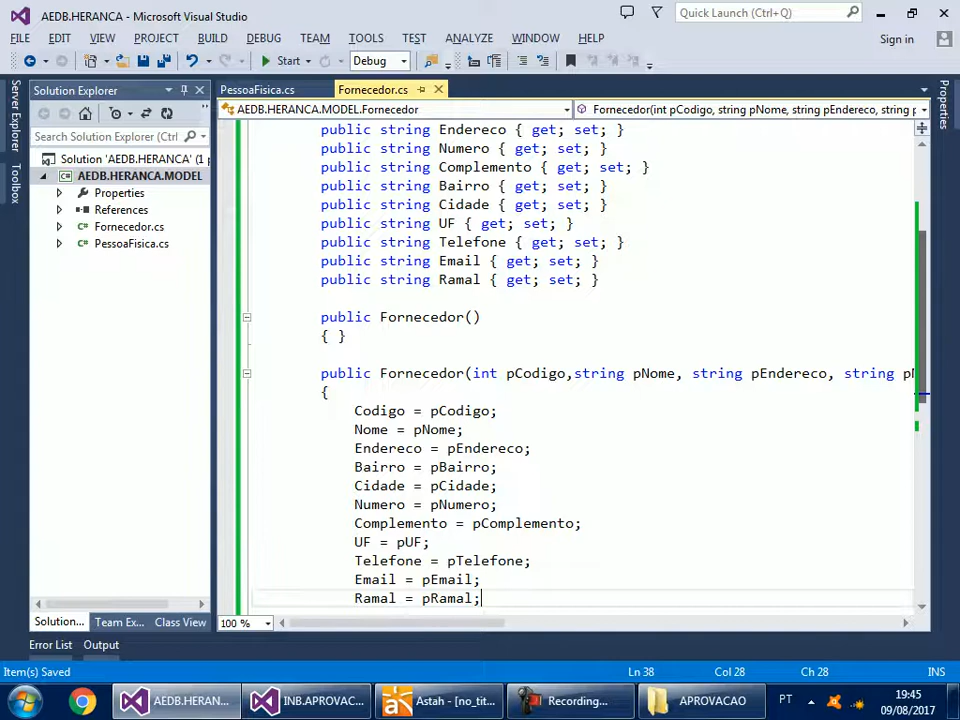 AEDB.HERANCA - Microsoft Visual Studio
Quick Launch (Ctrl+Q)
FILE EDIT VIEW PROJECT BUILD DEBUG TEAM TOOLS TEST ANALYZE WINDOW HELP
Sign in
Start Debug
Server Explorer
Toolbox
Solution Explorer
Search Solution Explorer (Ctrl
Solution 'AEDB.HERANCA' (1 p
AEDB.HERANCA.MODEL
Properties
References
Fornecedor.cs
PessoaFisica.cs
Solution... Team Ex... Class View
PessoaFisica.cs Fornecedor.cs
AEDB.HERANCA.MODEL.Fornecedor Fornecedor(int pCodigo, string pNome, string pEndereco, string p
public string Endereco { get; set; }
public string Numero { get; set; }
public string Complemento { get; set; }
public string Bairro { get; set; }
public string Cidade { get; set; }
public string UF { get; set; }
public string Telefone { get; set; }
public string Email { get; set; }
public string Ramal { get; set; }
public Fornecedor()
{ }
public Fornecedor(int pCodigo,string pNome, string pEndereco, string pN
{
Codigo = pCodigo;
Nome = pNome;
Endereco = pEndereco;
Bairro = pBairro;
Cidade = pCidade;
Numero = pNumero;
Complemento = pComplemento;
UF = pUF;
Telefone = pTelefone;
Email = pEmail;
Ramal = pRamal;
100 %
Properties
Error List Output
Item(s) Saved Ln 38 Col 28 Ch 28 INS
AEDB.HERAN... INB.APROVAC... Astah - [no_tit... Recording... APROVACAO PT 19:45
09/08/2017